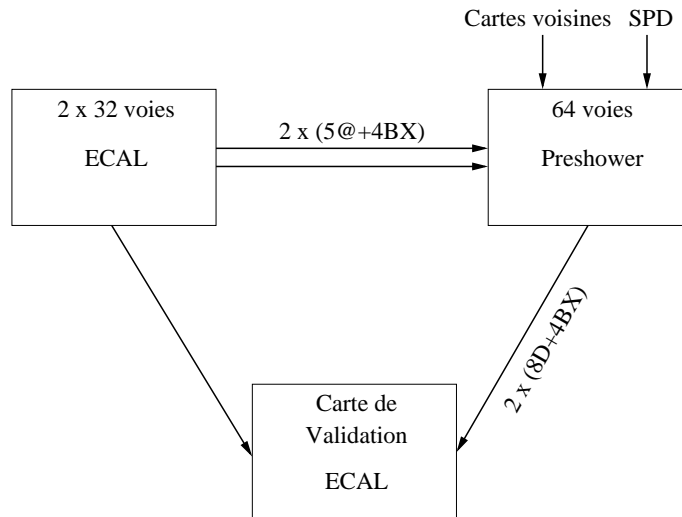 Cartes voisines SPD
2 x 32 voies
ECAL
2 x (5@+4BX)
64 voies
Preshower
2 x (8D+4BX)
Carte de
Validation
ECAL